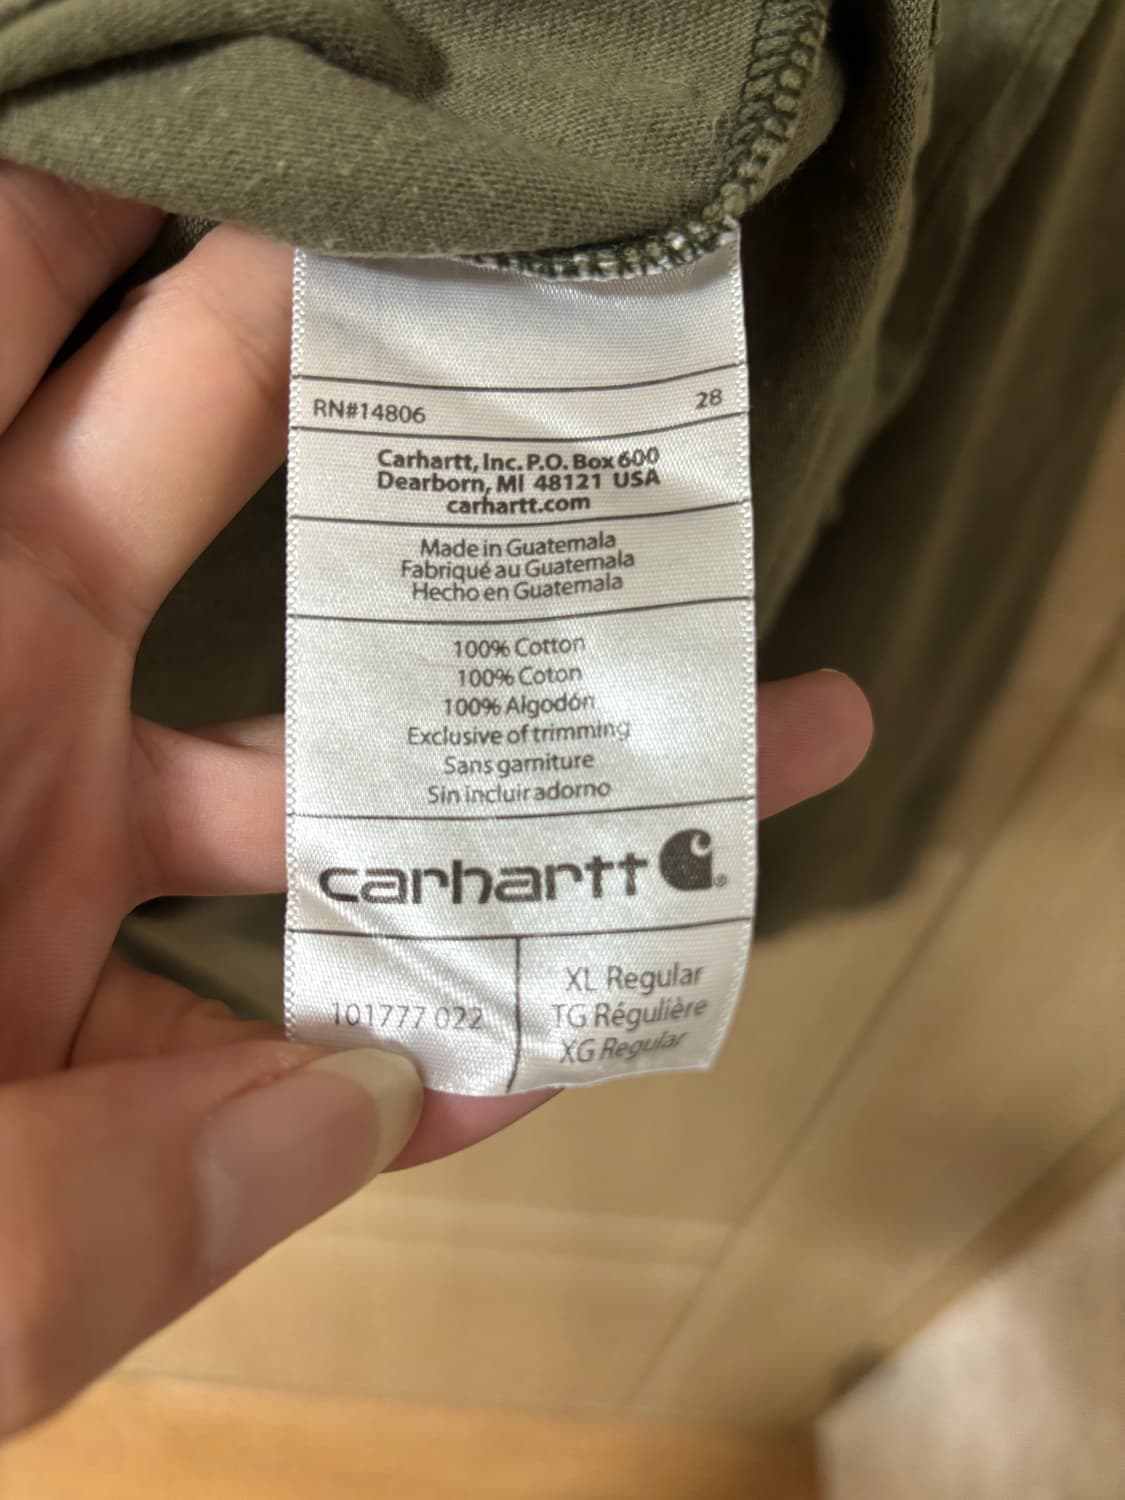 RN#14806 28
Carhartt, Inc. P.O. Box 600
Dearborn, MI 48121 USA
carhartt.com
Made in Guatemala
Fabriqué au Guatemala
Hecho en Guatemala
100% Cotton
100% Coton
100% Algodón
Exclusive of trimming
Sans garniture
Sin incluir adorno
carhartt®
101777 022
XL Regular
TG Régulière
XG Regular